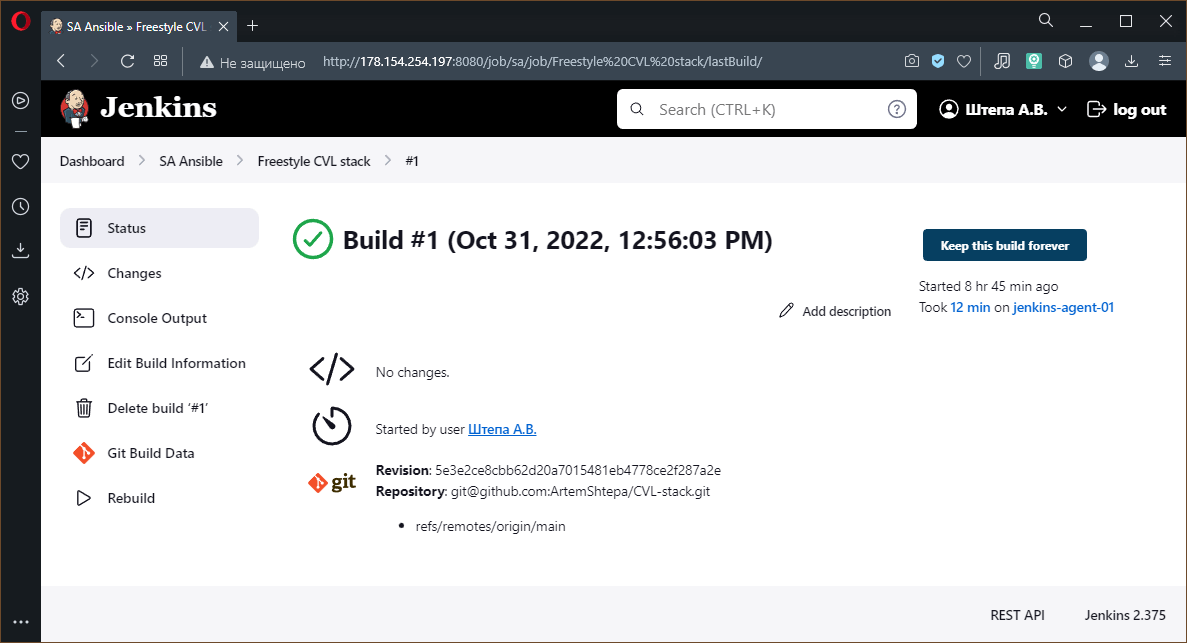 SA Ansible » Freestyle CVL
Не защищено
http://178.154.254.197:8080/job/sa/job/Freestyle%20CVL%20stack/lastBuild/
Jenkins
Search (CTRL+K)
Штепа А.В.
log out
Dashboard
SA Ansible
Freestyle CVL stack
#1
Status
Changes
Console Output
Edit Build Information
Delete build ‘#1’
Git Build Data
Rebuild
Build #1 (Oct 31, 2022, 12:56:03 PM)
Keep this build forever
Started 8 hr 45 min ago
Took 12 min on jenkins-agent-01
Add description
No changes.
Started by user Штепа А.В.
git
Revision: 5e3e2ce8cbb62d20a7015481eb4778ce2f287a2e
Repository: git@github.com:ArtemShtepa/CVL-stack.git
refs/remotes/origin/main
REST API
Jenkins 2.375